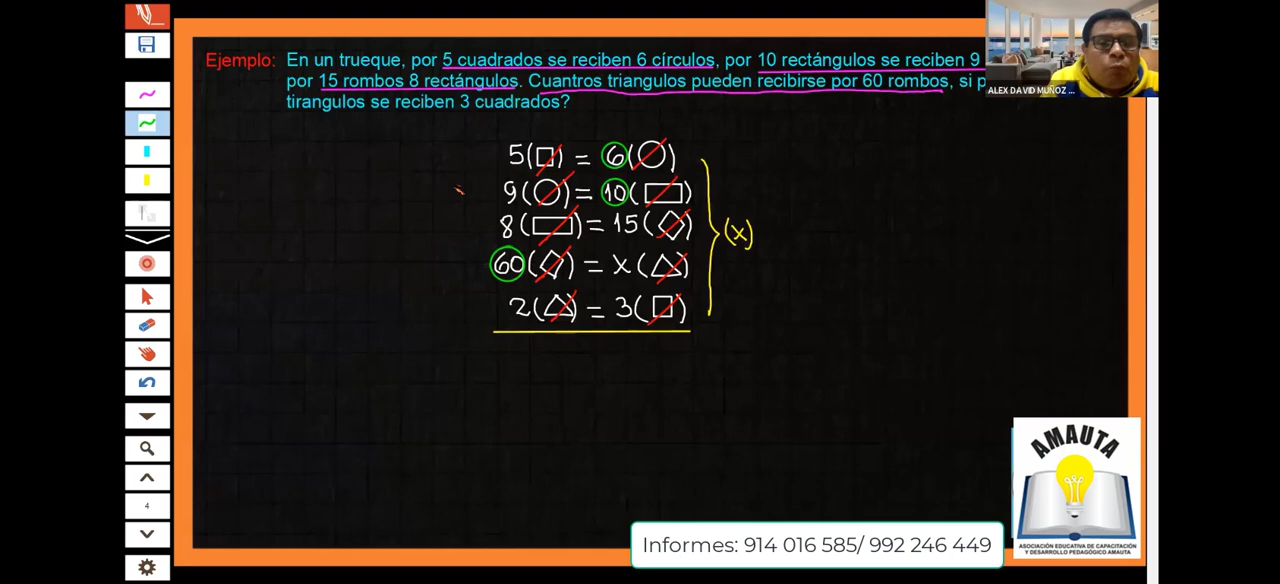 Ejemplo: En un trueque, por 5 cuadrados se reciben 6 círculos, por 10 rectángulos se reciben 9
por 15 rombos 8 rectángulos. Cuantros triangulos pueden recibirse por 60 rombos, si
tirangulos se reciben 3 cuadrados?
ALEX DAVID MUÑOZ ...
5(□) = 6(○)
9(○) = 10(▭)
8(▭) = 15(◇)
60(◇) = x(△)
2(△) = 3(□)
(x)
4
AMAUTA
ASOCIACIÓN EDUCATIVA DE CAPACITACIÓN
Y DESARROLLO PEDAGÓGICO AMAUTA
Informes: 914 016 585/ 992 246 449